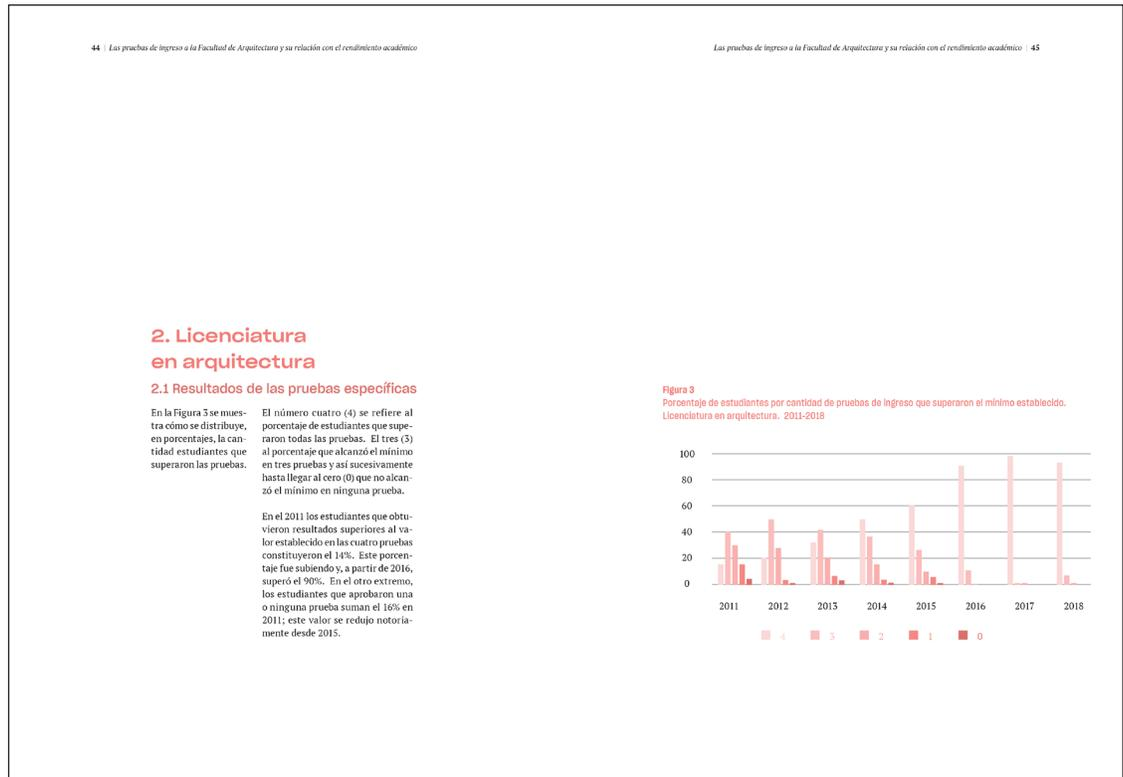 44 | Las pruebas de ingreso a la Facultad de Arquitectura y su relación con el rendimiento académico
2. Licenciatura
en arquitectura
2.1 Resultados de las pruebas específicas
En la Figura 3 se mues-
tra cómo se distribuye,
en porcentajes, la can-
tidad estudiantes que
superaron las pruebas.
El número cuatro (4) se refiere al
porcentaje de estudiantes que supe-
raron todas las pruebas. El tres (3)
al porcentaje que alcanzó el mínimo
en tres pruebas y así sucesivamente
hasta llegar al cero (0) que no alcan-
zó el mínimo en ninguna prueba.
En el 2011 los estudiantes que obtu-
vieron resultados superiores al va-
lor establecido en las cuatro pruebas
constituyeron el 14%. Este porcen-
taje fue subiendo y, a partir de 2016,
superó el 90%. En el otro extremo,
los estudiantes que aprobaron una
o ninguna prueba suman el 16% en
2011; este valor se redujo notoria-
mente desde 2015.
Las pruebas de ingreso a la Facultad de Arquitectura y su relación con el rendimiento académico | 45
Figura 3
Porcentaje de estudiantes por cantidad de pruebas de ingreso que superaron el mínimo establecido.
Licenciatura en arquitectura. 2011-2018
100
80
60
40
20
0
2011 2012 2013 2014 2015 2016 2017 2018
4 3 2 1 0